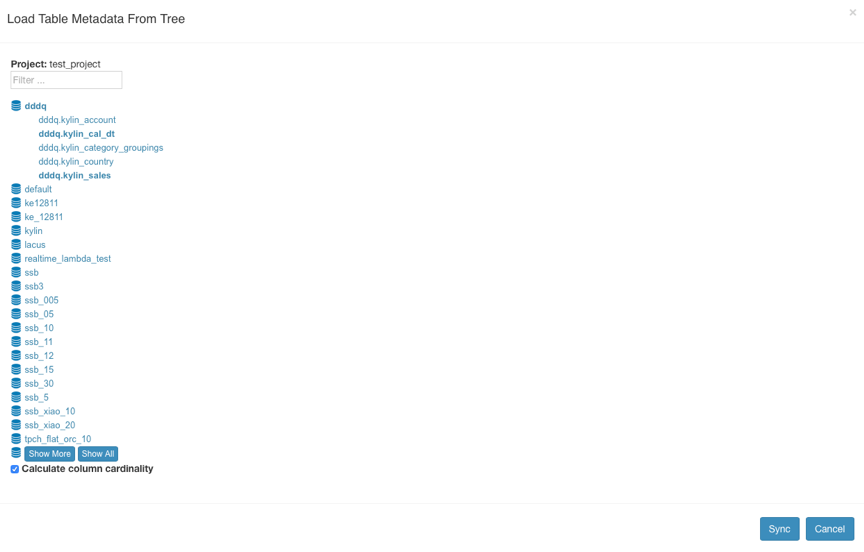 Load Table Metadata From Tree
×
Project: test_project
Filter ...
dddq
dddq.kylin_account
dddq.kylin_cal_dt
dddq.kylin_category_groupings
dddq.kylin_country
dddq.kylin_sales
default
ke12811
ke_12811
kylin
lacus
realtime_lambda_test
ssb
ssb3
ssb_005
ssb_05
ssb_10
ssb_11
ssb_12
ssb_15
ssb_30
ssb_5
ssb_xiao_10
ssb_xiao_20
tpch_flat_orc_10
Show More Show All
Calculate column cardinality
Sync Cancel